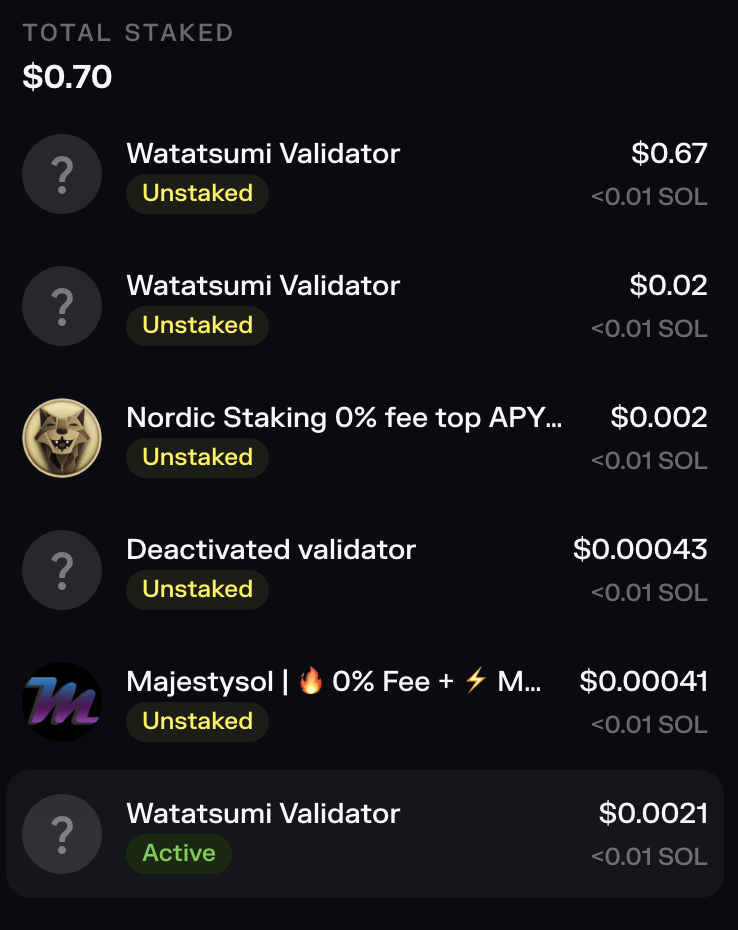 TOTAL STAKED
$0.70
Watatsumi Validator $0.67
Unstaked <0.01 SOL
Watatsumi Validator $0.02
Unstaked <0.01 SOL
Nordic Staking 0% fee top APY... $0.002
Unstaked <0.01 SOL
Deactivated validator $0.00043
Unstaked <0.01 SOL
Majestysol | 🔥 0% Fee + ⚡ M... $0.00041
Unstaked <0.01 SOL
Watatsumi Validator $0.0021
Active <0.01 SOL